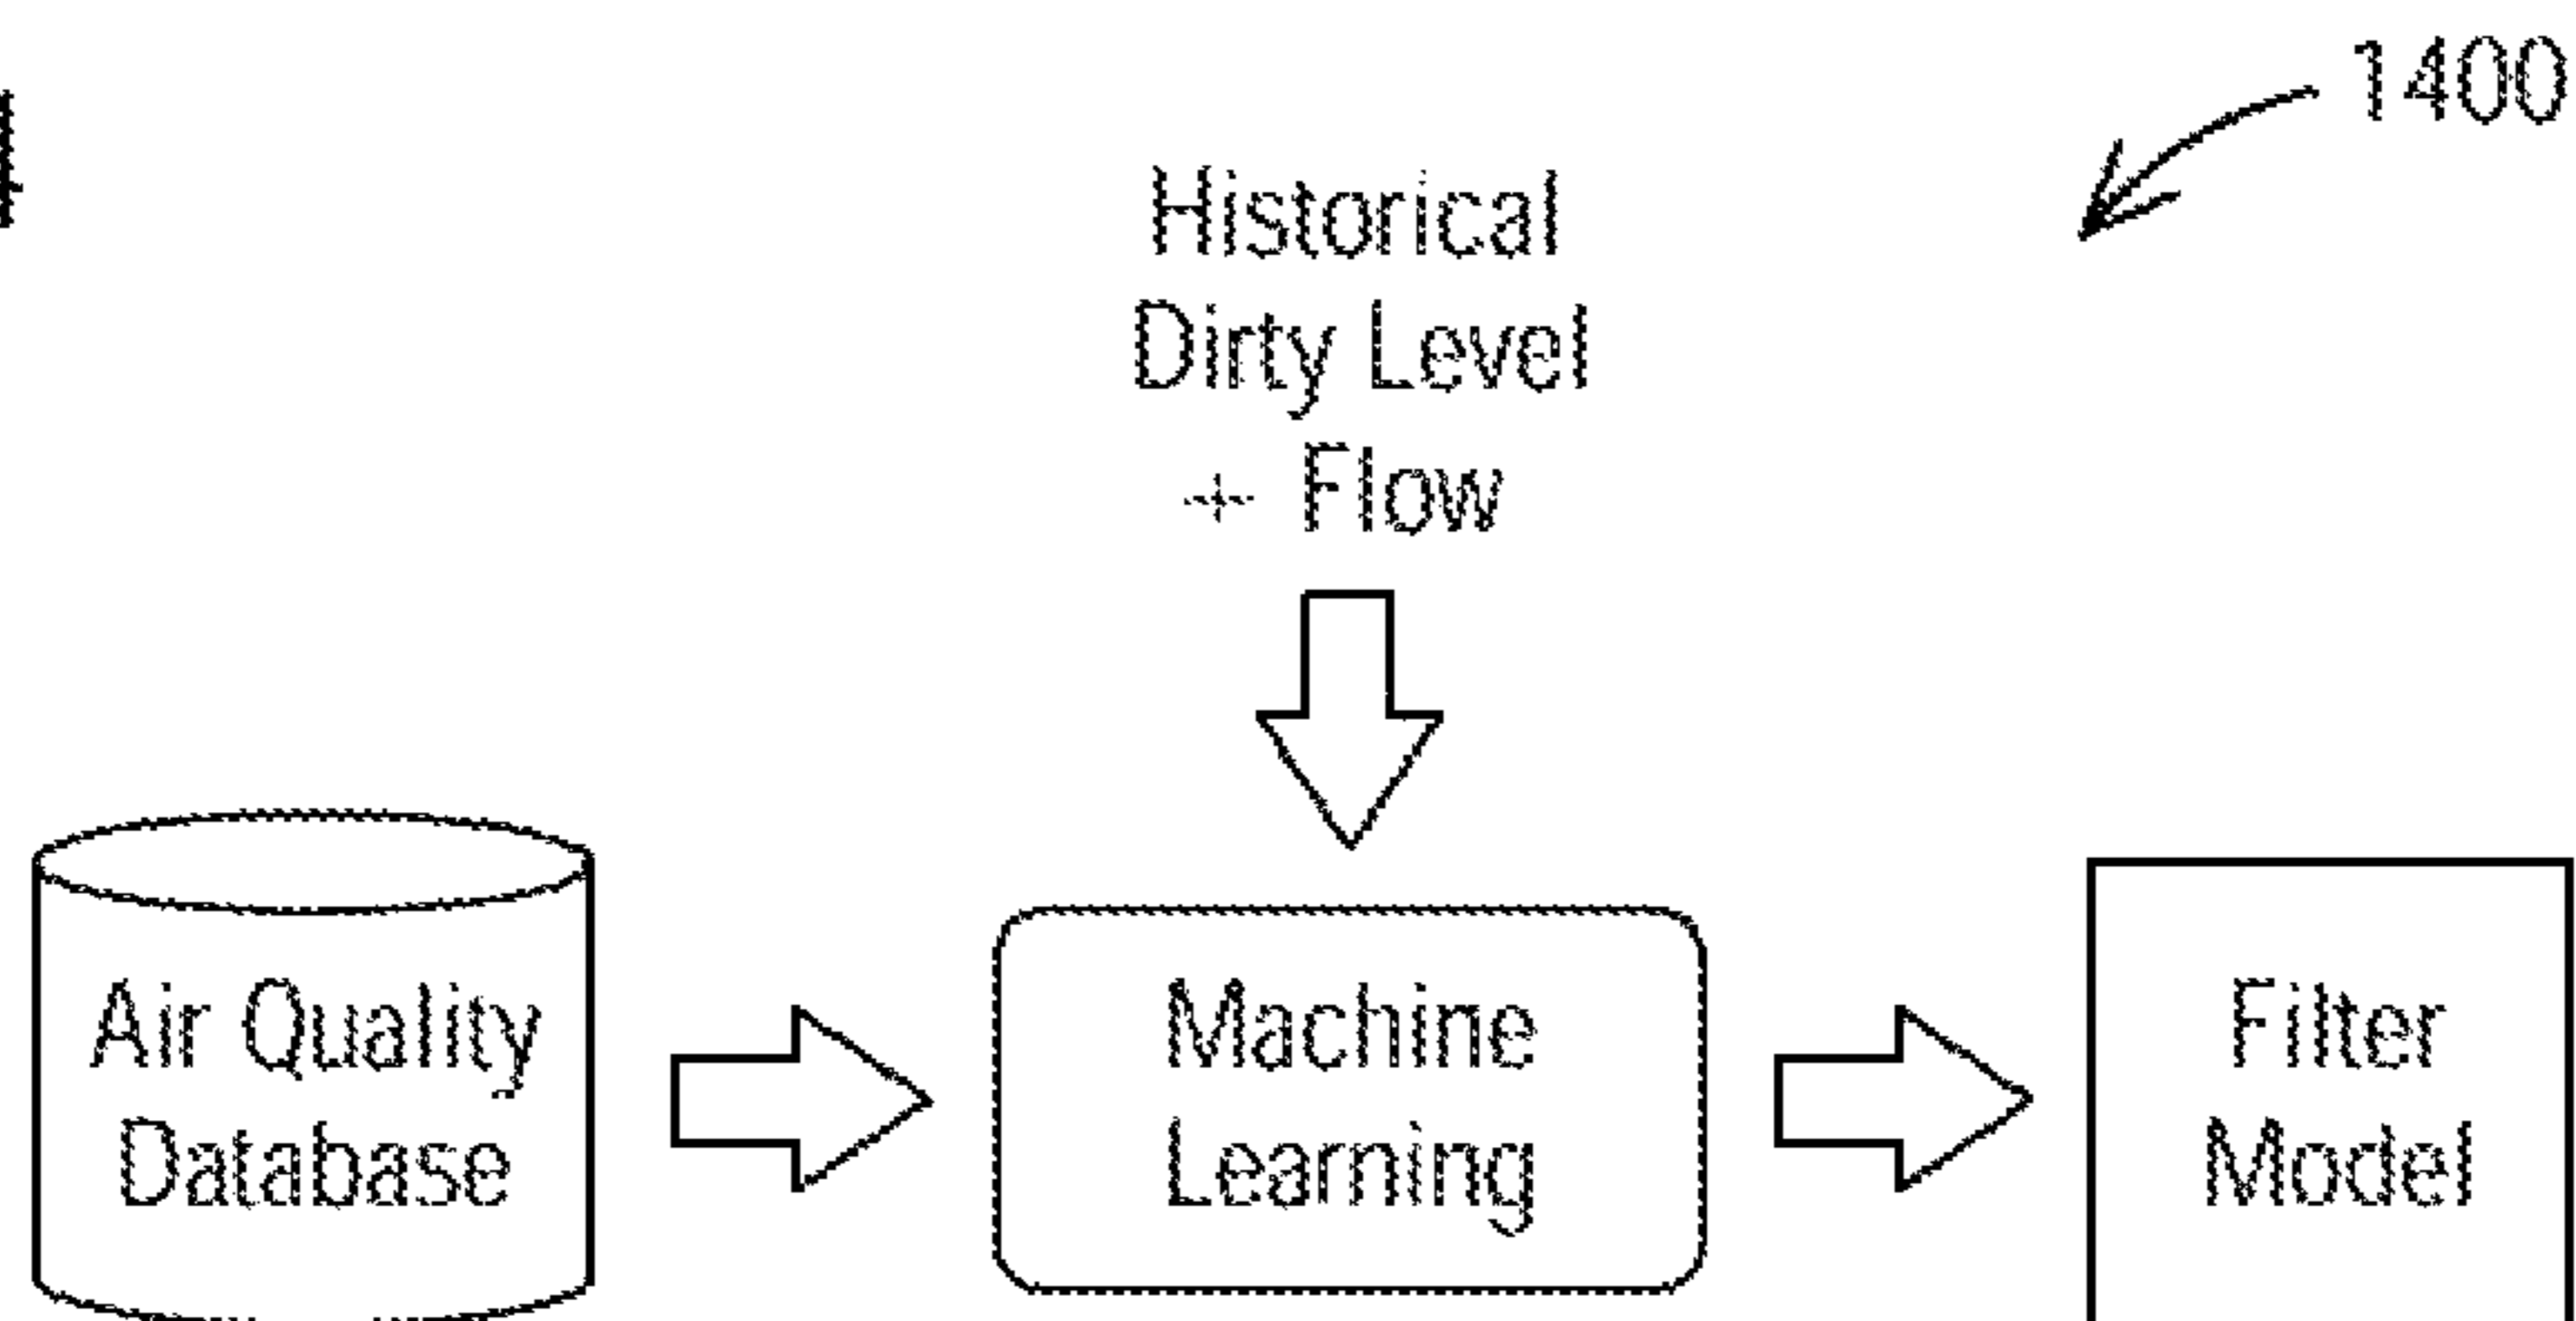 1400
Historical
Dirty Level
+ Flow
Air Quality
Database
Machine
Learning
Filter
Model